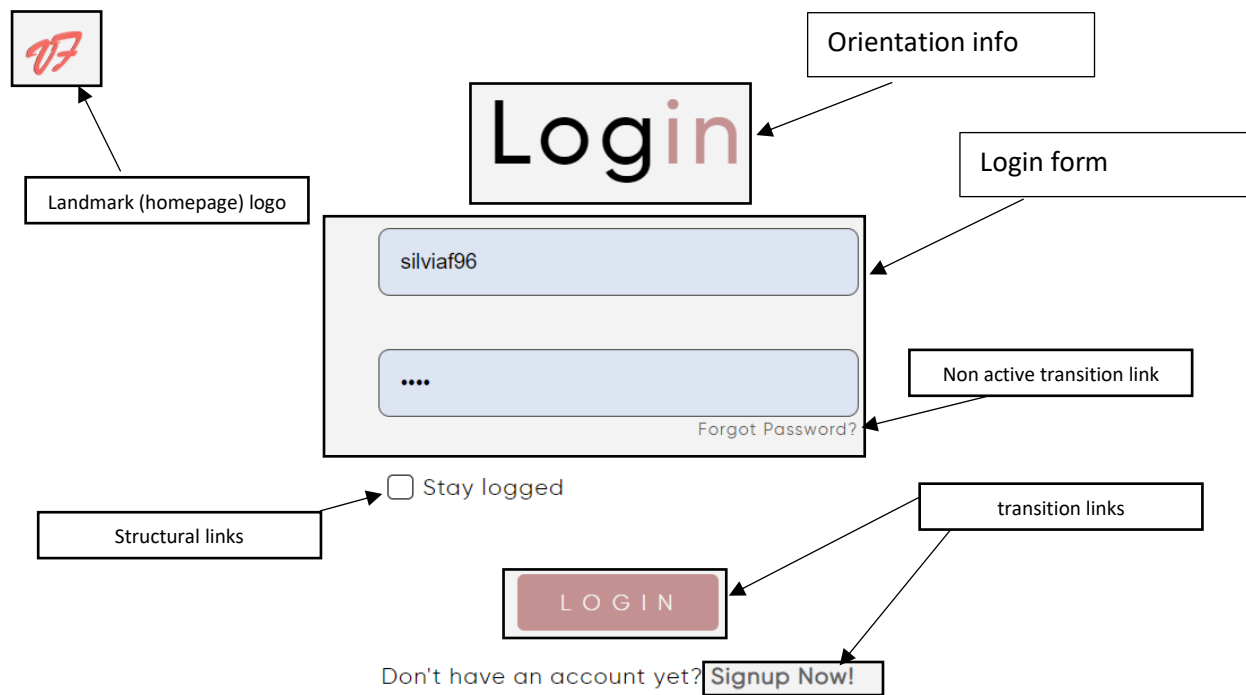 VF
Orientation info
Login
Login form
Landmark (homepage) logo
silviaf96
••••
Non active transition link
Forgot Password?
Stay logged
transition links
Structural links
LOGIN
Don't have an account yet? Signup Now!